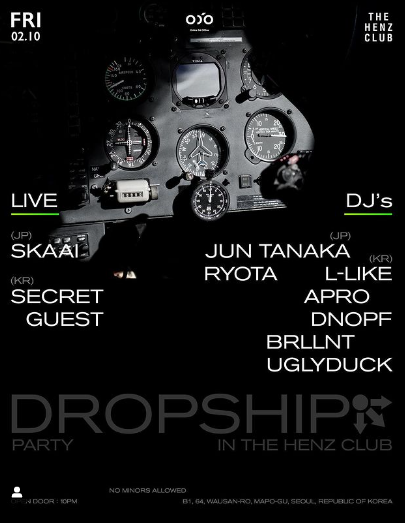 FRI
02.10
OJO
THE
HENZ
CLUB
LIVE
DJ's
(JP)
SKAAI
(KR)
SECRET
GUEST
(JP)
JUN TANAKA
(KR)
RYOTA L-LIKE
APRO
DNOPF
BRLLNT
UGLYDUCK
DROPSHIP
PARTY IN THE HENZ CLUB
NO MINORS ALLOWED
DOOR : 10PM B1, 64, WAUSAN-RO, MAPO-GU, SEOUL, REPUBLIC OF KOREA